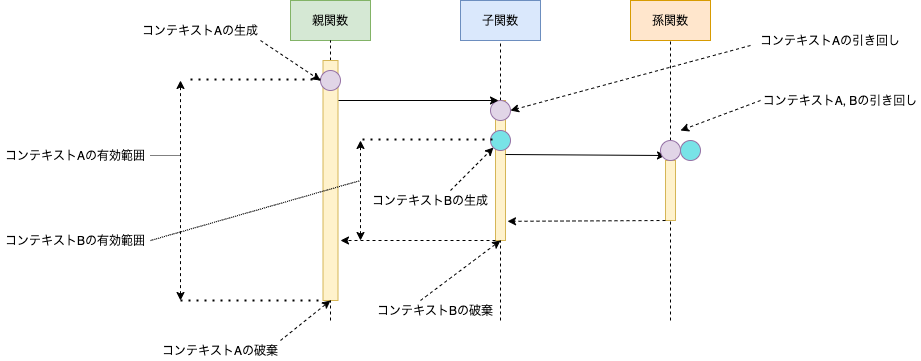 親関数
子関数
孫関数
コンテキストAの生成
コンテキストAの引き回し
コンテキストA, Bの引き回し
コンテキストAの有効範囲
コンテキストBの生成
コンテキストBの有効範囲
コンテキストBの破棄
コンテキストAの破棄